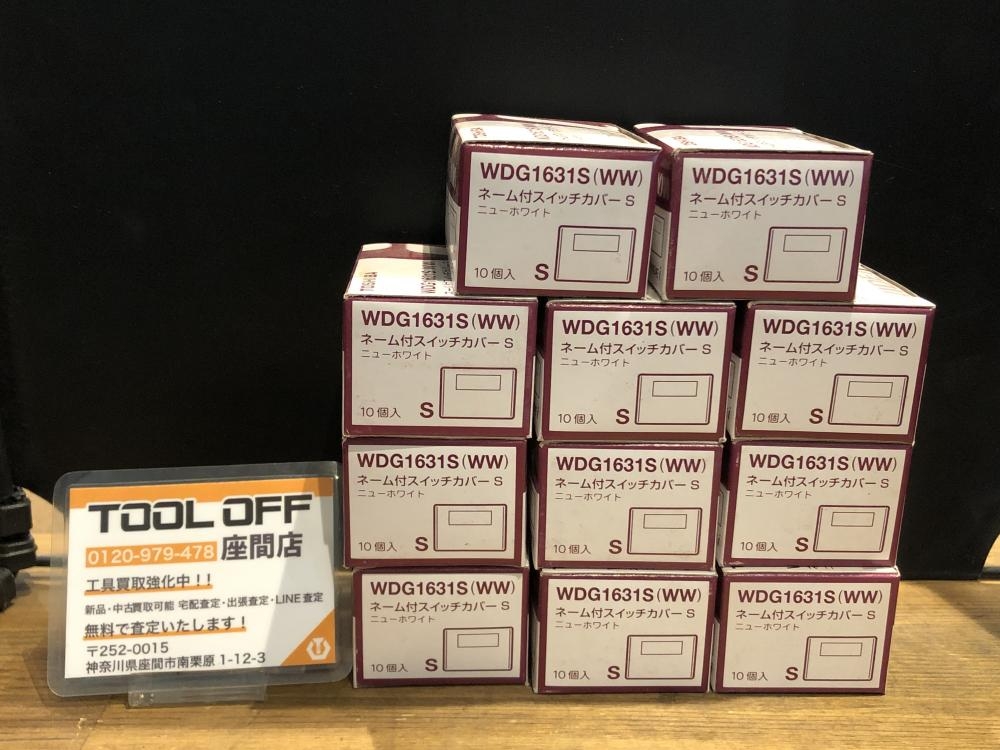 WDG1631S(WW)
ネーム付スイッチカバー S
ニューホワイト
10個入 S
WDG1631S(WW)
ネーム付スイッチカバー S
ニューホワイト
10個入 S
TOSHIBA
WDG1631S(WW)
ネーム付スイッチカバー S
ニューホワイト
10個入 S
WDG1631S(WW)
ネーム付スイッチカバー S
ニューホワイト
10個入 S
WDG1631S(WW)
ネーム付スイッチカバー S
ニューホワイト
10個入 S
WDG1631S(WW)
ネーム付スイッチカバー S
ニューホワイト
10個入 S
WDG1631S(WW)
ネーム付スイッチカバー S
ニューホワイト
10個入 S
WDG1631S(WW)
ネーム付スイッチカバー S
ニューホワイト
10個入 S
WDG1631S(WW)
ネーム付スイッチカバー S
ニューホワイト
10個入 S
WDG1631S(WW)
ネーム付スイッチカバー S
ニューホワイト
10個入 S
WDG1631S(WW)
ネーム付スイッチカバー S
ニューホワイト
10個入 S
TOOL OFF
0120-979-478 座間店
工具買取強化中！！
新品・中古買取可能 宅配査定・出張査定・LINE査定
無料で査定いたします！
〒252-0015
神奈川県座間市南栗原 1-12-3